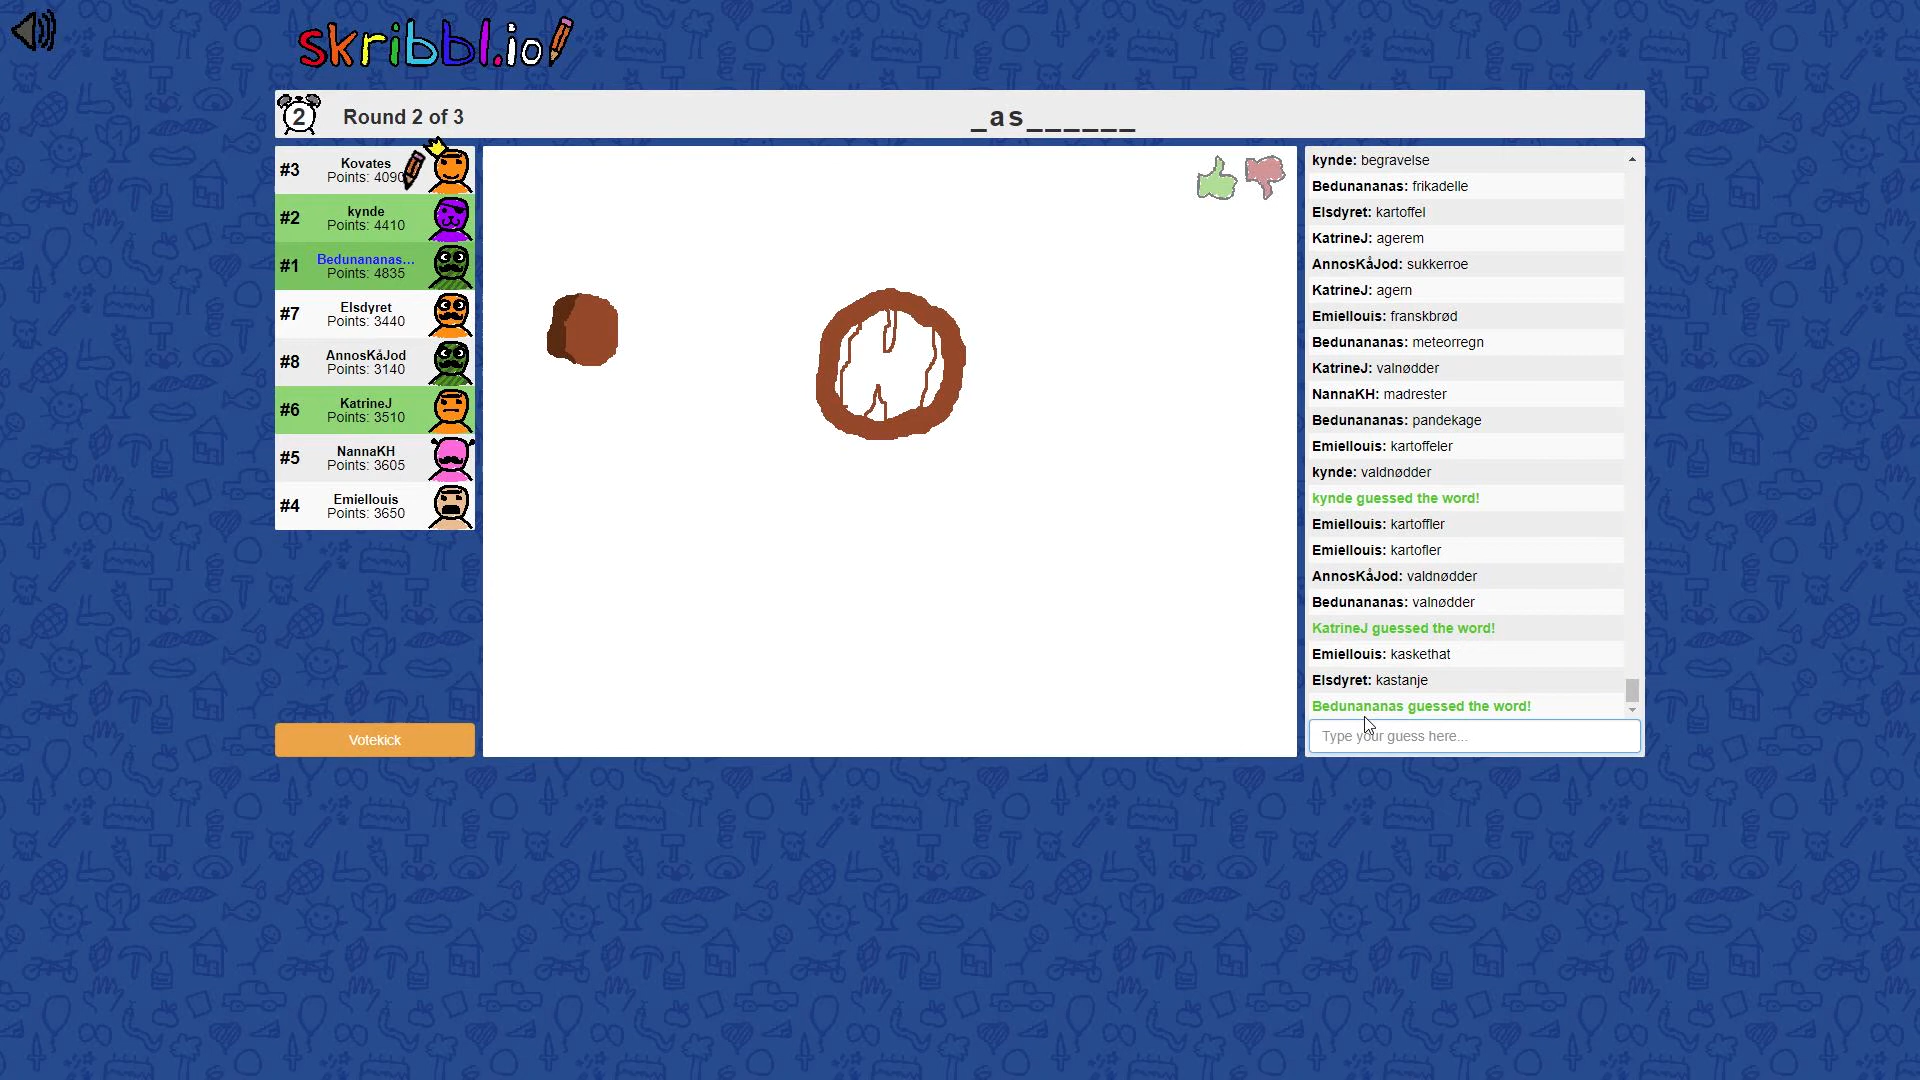 skribbl.io
2 Round 2 of 3 _as______
#3 Kovates
Points: 4090
#2 kynde
Points: 4410
#1 Bedunananas...
Points: 4835
#7 Elsdyret
Points: 3440
#8 AnnosKåJod
Points: 3140
#6 KatrineJ
Points: 3510
#5 NannaKH
Points: 3605
#4 Emiellouis
Points: 3650
Votekick
kynde: begravelse
Bedunananas: frikadelle
Elsdyret: kartoffel
KatrineJ: agerem
AnnosKåJod: sukkerroe
KatrineJ: agern
Emiellouis: franskbrød
Bedunananas: meteorregn
KatrineJ: valnødder
NannaKH: madrester
Bedunananas: pandekage
Emiellouis: kartoffeler
kynde: valdnødder
kynde guessed the word!
Emiellouis: kartoffler
Emiellouis: kartofler
AnnosKåJod: valdnødder
Bedunananas: valnødder
KatrineJ guessed the word!
Emiellouis: kaskethat
Elsdyret: kastanje
Bedunananas guessed the word!
Type your guess here...